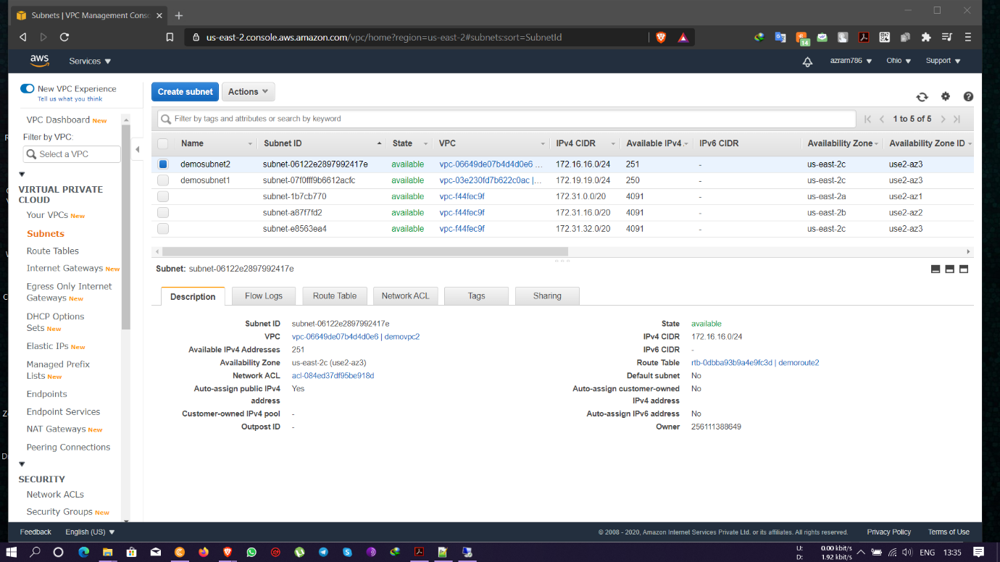 Subnets | VPC Management Conso
us-east-2.console.aws.amazon.com/vpc/home?region=us-east-2#subnets:sort=SubnetId
14
aws Services azram786 Ohio Support
New VPC Experience
Tell us what you think
Create subnet Actions
VPC Dashboard New
Filter by VPC:
Select a VPC
VIRTUAL PRIVATE
CLOUD
Your VPCs New
Subnets
Route Tables
Internet Gateways New
Egress Only Internet
Gateways New
DHCP Options
Sets New
Elastic IPs New
Managed Prefix
Lists New
Endpoints
Endpoint Services
NAT Gateways New
Peering Connections
SECURITY
Network ACLs
Security Groups New
Filter by tags and attributes or search by keyword
1 to 5 of 5
Name Subnet ID State VPC IPv4 CIDR Available IPv4 IPv6 CIDR Availability Zone Availability Zone ID
demosubnet2 subnet-06122e2897992417e available vpc-06649de07b4d4d0e6 ... 172.16.16.0/24 251 - us-east-2c use2-az3
demosubnet1 subnet-07f0fff9b6612acfc available vpc-03e230fd7b622c0ac |... 172.19.19.0/24 250 - us-east-2c use2-az3
subnet-1b7cb770 available vpc-f44fec9f 172.31.0.0/20 4091 - us-east-2a use2-az1
subnet-a87f7fd2 available vpc-f44fec9f 172.31.16.0/20 4091 - us-east-2b use2-az2
subnet-e8563ea4 available vpc-f44fec9f 172.31.32.0/20 4091 - us-east-2c use2-az3
Subnet: subnet-06122e2897992417e
Description Flow Logs Route Table Network ACL Tags Sharing
Subnet ID subnet-06122e2897992417e
VPC vpc-06649de07b4d4d0e6 | demovpc2
Available IPv4 Addresses 251
Availability Zone us-east-2c (use2-az3)
Network ACL acl-084ed37df95be918d
Auto-assign public IPv4 Yes
address
Customer-owned IPv4 pool -
Outpost ID -
State available
IPv4 CIDR 172.16.16.0/24
IPv6 CIDR -
Route Table rtb-0dbba93b9a4e9fc3d | demoroute2
Default subnet No
Auto-assign customer-owned No
IPv4 address
Auto-assign IPv6 address No
Owner 256111388649
Feedback English (US) © 2008 - 2020, Amazon Internet Services Private Ltd. or its affiliates. All rights reserved. Privacy Policy Terms of Use
U: 0.00 kbit/s
D: 1.92 kbit/s
ENG 13:35